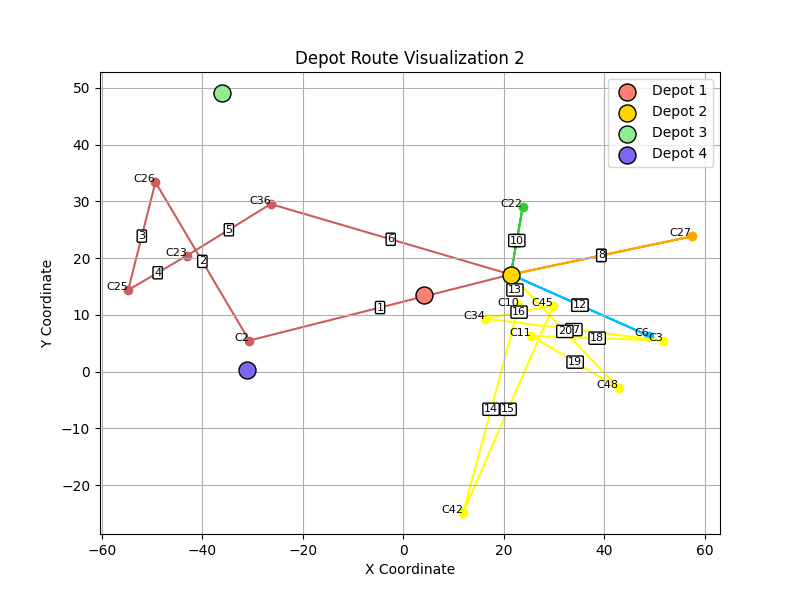 Depot Route Visualization 2
Depot 1
Depot 2
Depot 3
Depot 4
50
40
30
20
10
0
−10
−20
−60
−40
−20
0
20
40
60
X Coordinate
Y Coordinate
C26
C36
C23
C25
C2
C22
C27
C10
C45
C34
C11
C6
C3
C48
C42
1
2
3
4
5
6
8
10
12
13
14
15
16
18
19
20